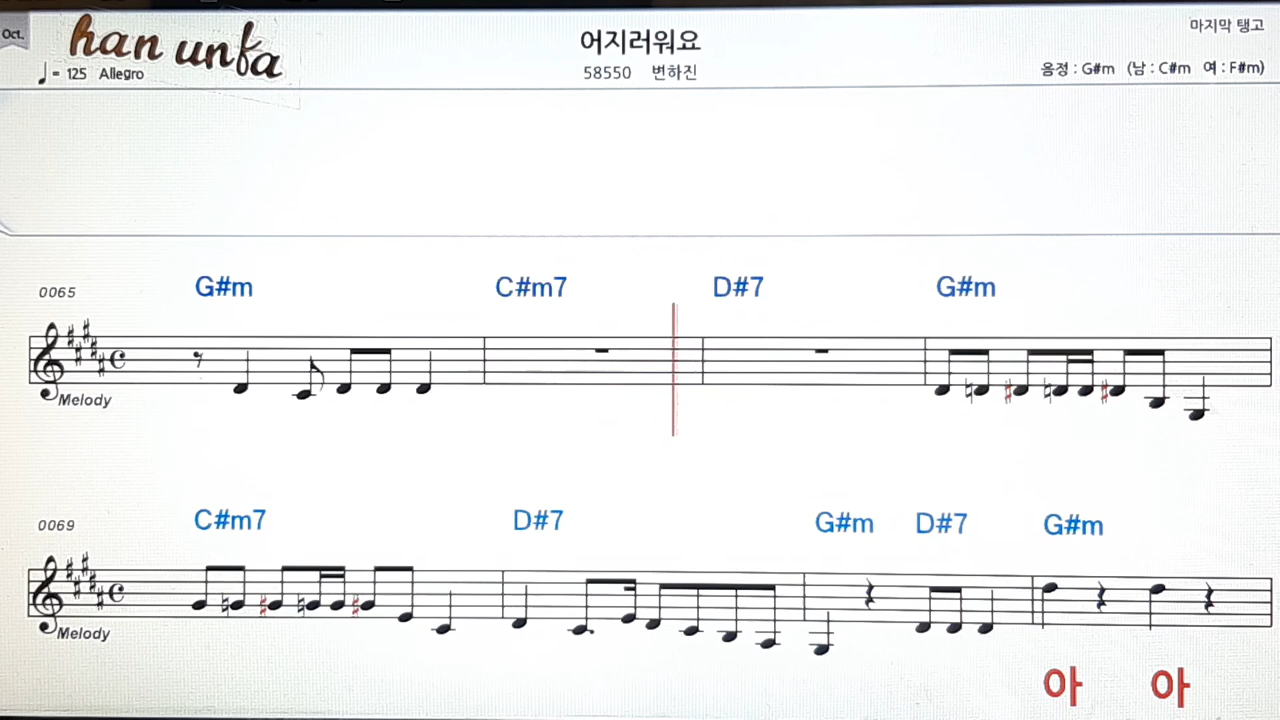 Oct.
han unfa
어지러워요
마지막 탱고
♩= 125 Allegro
58550 변하진
음정 : G#m (남 : C#m 여 : F#m)
0065 G#m C#m7 D#7 G#m
Melody
0069 C#m7 D#7 G#m D#7 G#m
Melody
아 아